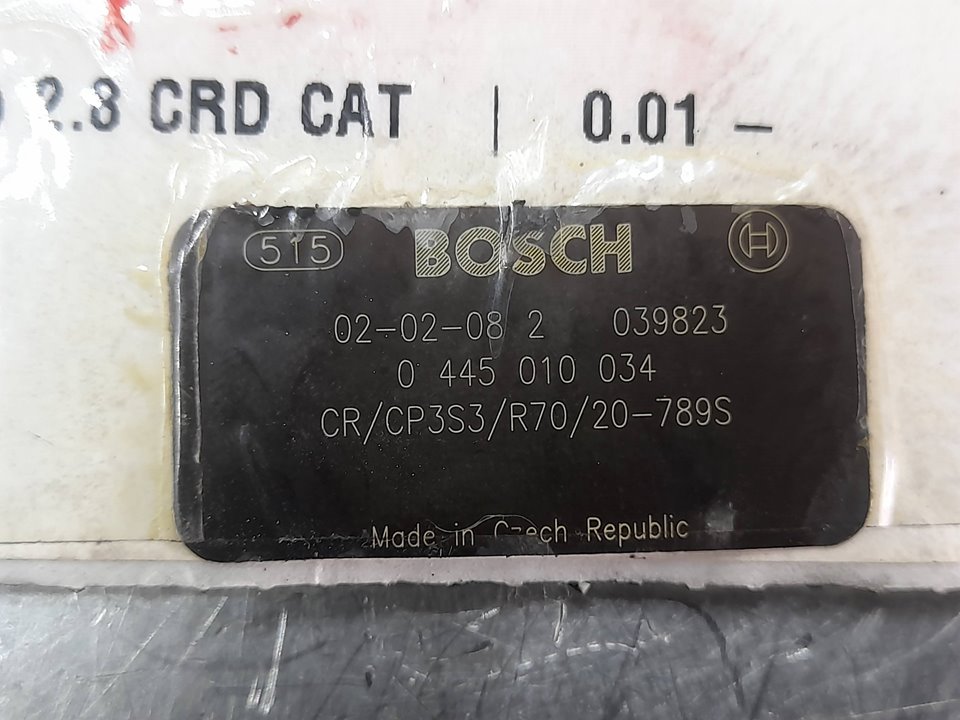 2.8 CRD CAT | 0.01 –
515 BOSCH H
02-02-08 2 039823
0 445 010 034
CR/CP3S3/R70/20-789S
Made in Czech Republic